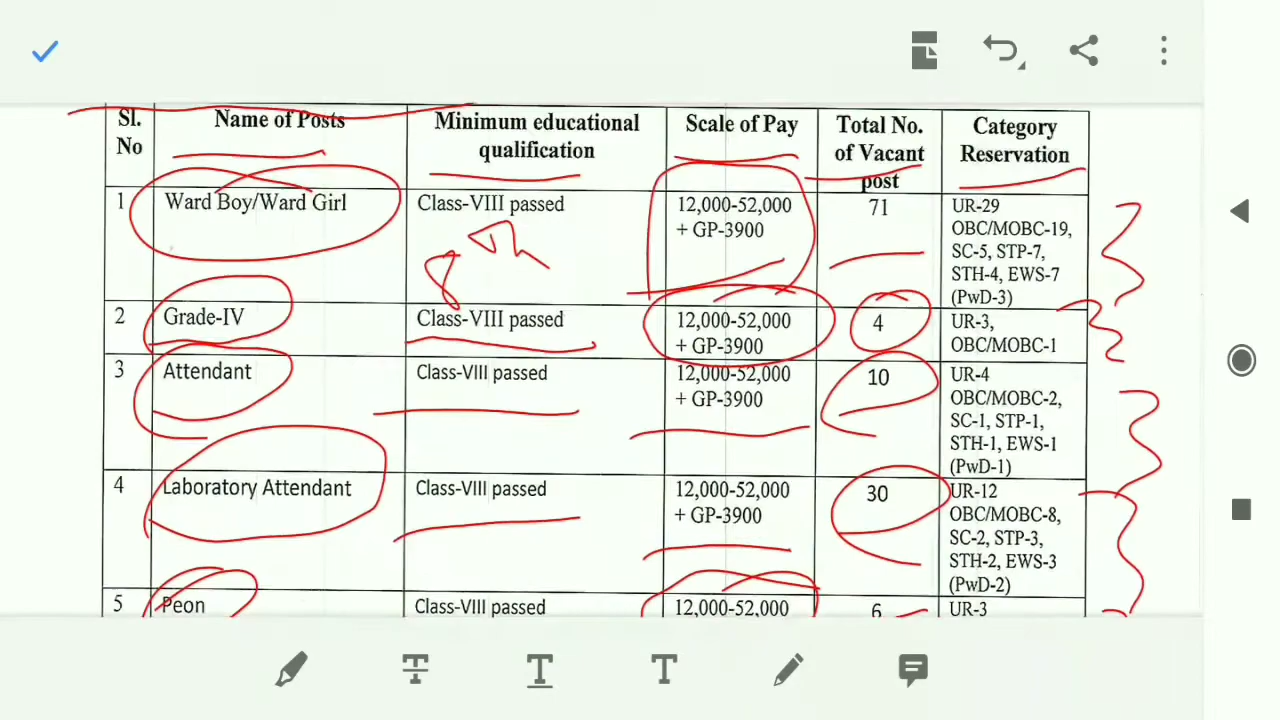 Sl.
No
Name of Posts
Minimum educational
qualification
Scale of Pay
Total No.
of Vacant
post
Category
Reservation
1
Ward Boy/Ward Girl
Class-VIII passed
8th
12,000-52,000
+ GP-3900
71
UR-29
OBC/MOBC-19,
SC-5, STP-7,
STH-4, EWS-7
(PwD-3)
2
Grade-IV
Class-VIII passed
12,000-52,000
+ GP-3900
4
UR-3,
OBC/MOBC-1
3
Attendant
Class-VIII passed
12,000-52,000
+ GP-3900
10
UR-4
OBC/MOBC-2,
SC-1, STP-1,
STH-1, EWS-1
(PwD-1)
4
Laboratory Attendant
Class-VIII passed
12,000-52,000
+ GP-3900
30
UR-12
OBC/MOBC-8,
SC-2, STP-3,
STH-2, EWS-3
(PwD-2)
5
Peon
Class-VIII passed
12,000-52,000
6
UR-3